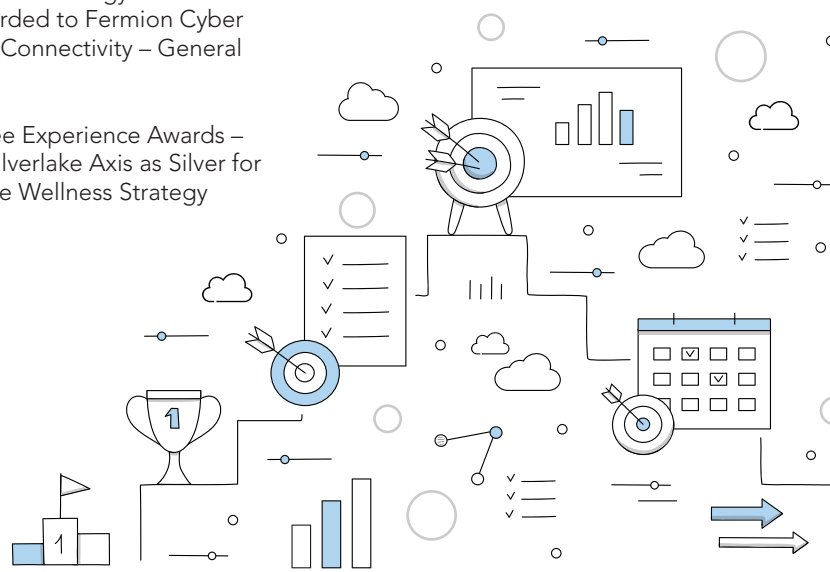 rded to Fermion Cyber
Connectivity – General
ee Experience Awards –
lverlake Axis as Silver for
e Wellness Strategy
1
1